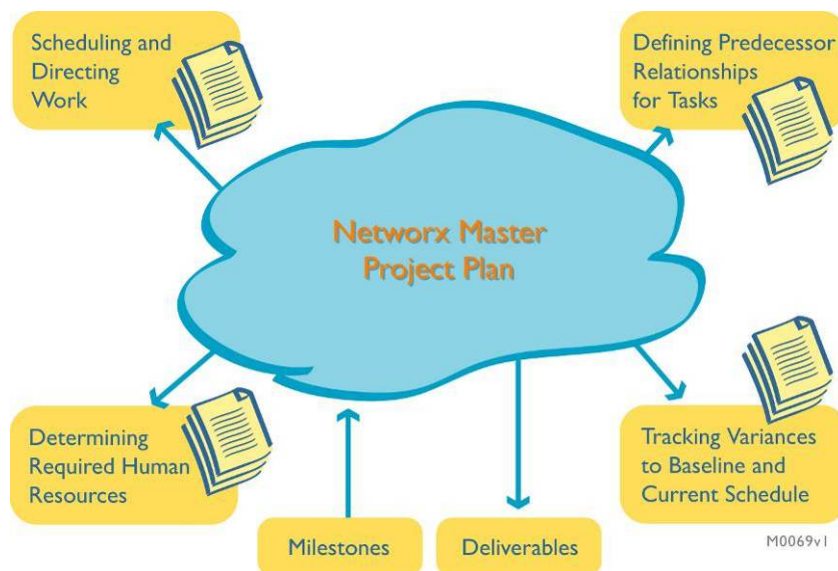 Scheduling and
Directing
Work
Defining Predecessor
Relationships
for Tasks
Networx Master
Project Plan
Determining
Required Human
Resources
Tracking Variances
to Baseline and
Current Schedule
Milestones
Deliverables
M0069v1